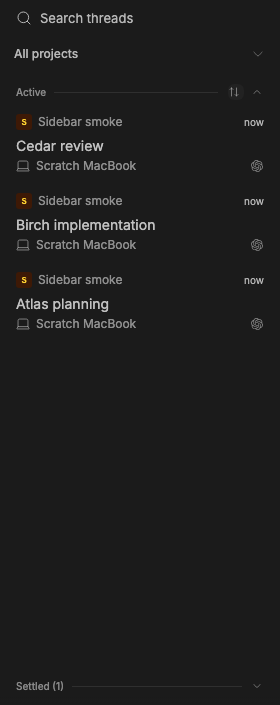 Search threads
All projects
Active
S Sidebar smoke now
Cedar review
Scratch MacBook
S Sidebar smoke now
Birch implementation
Scratch MacBook
S Sidebar smoke now
Atlas planning
Scratch MacBook
Settled (1)